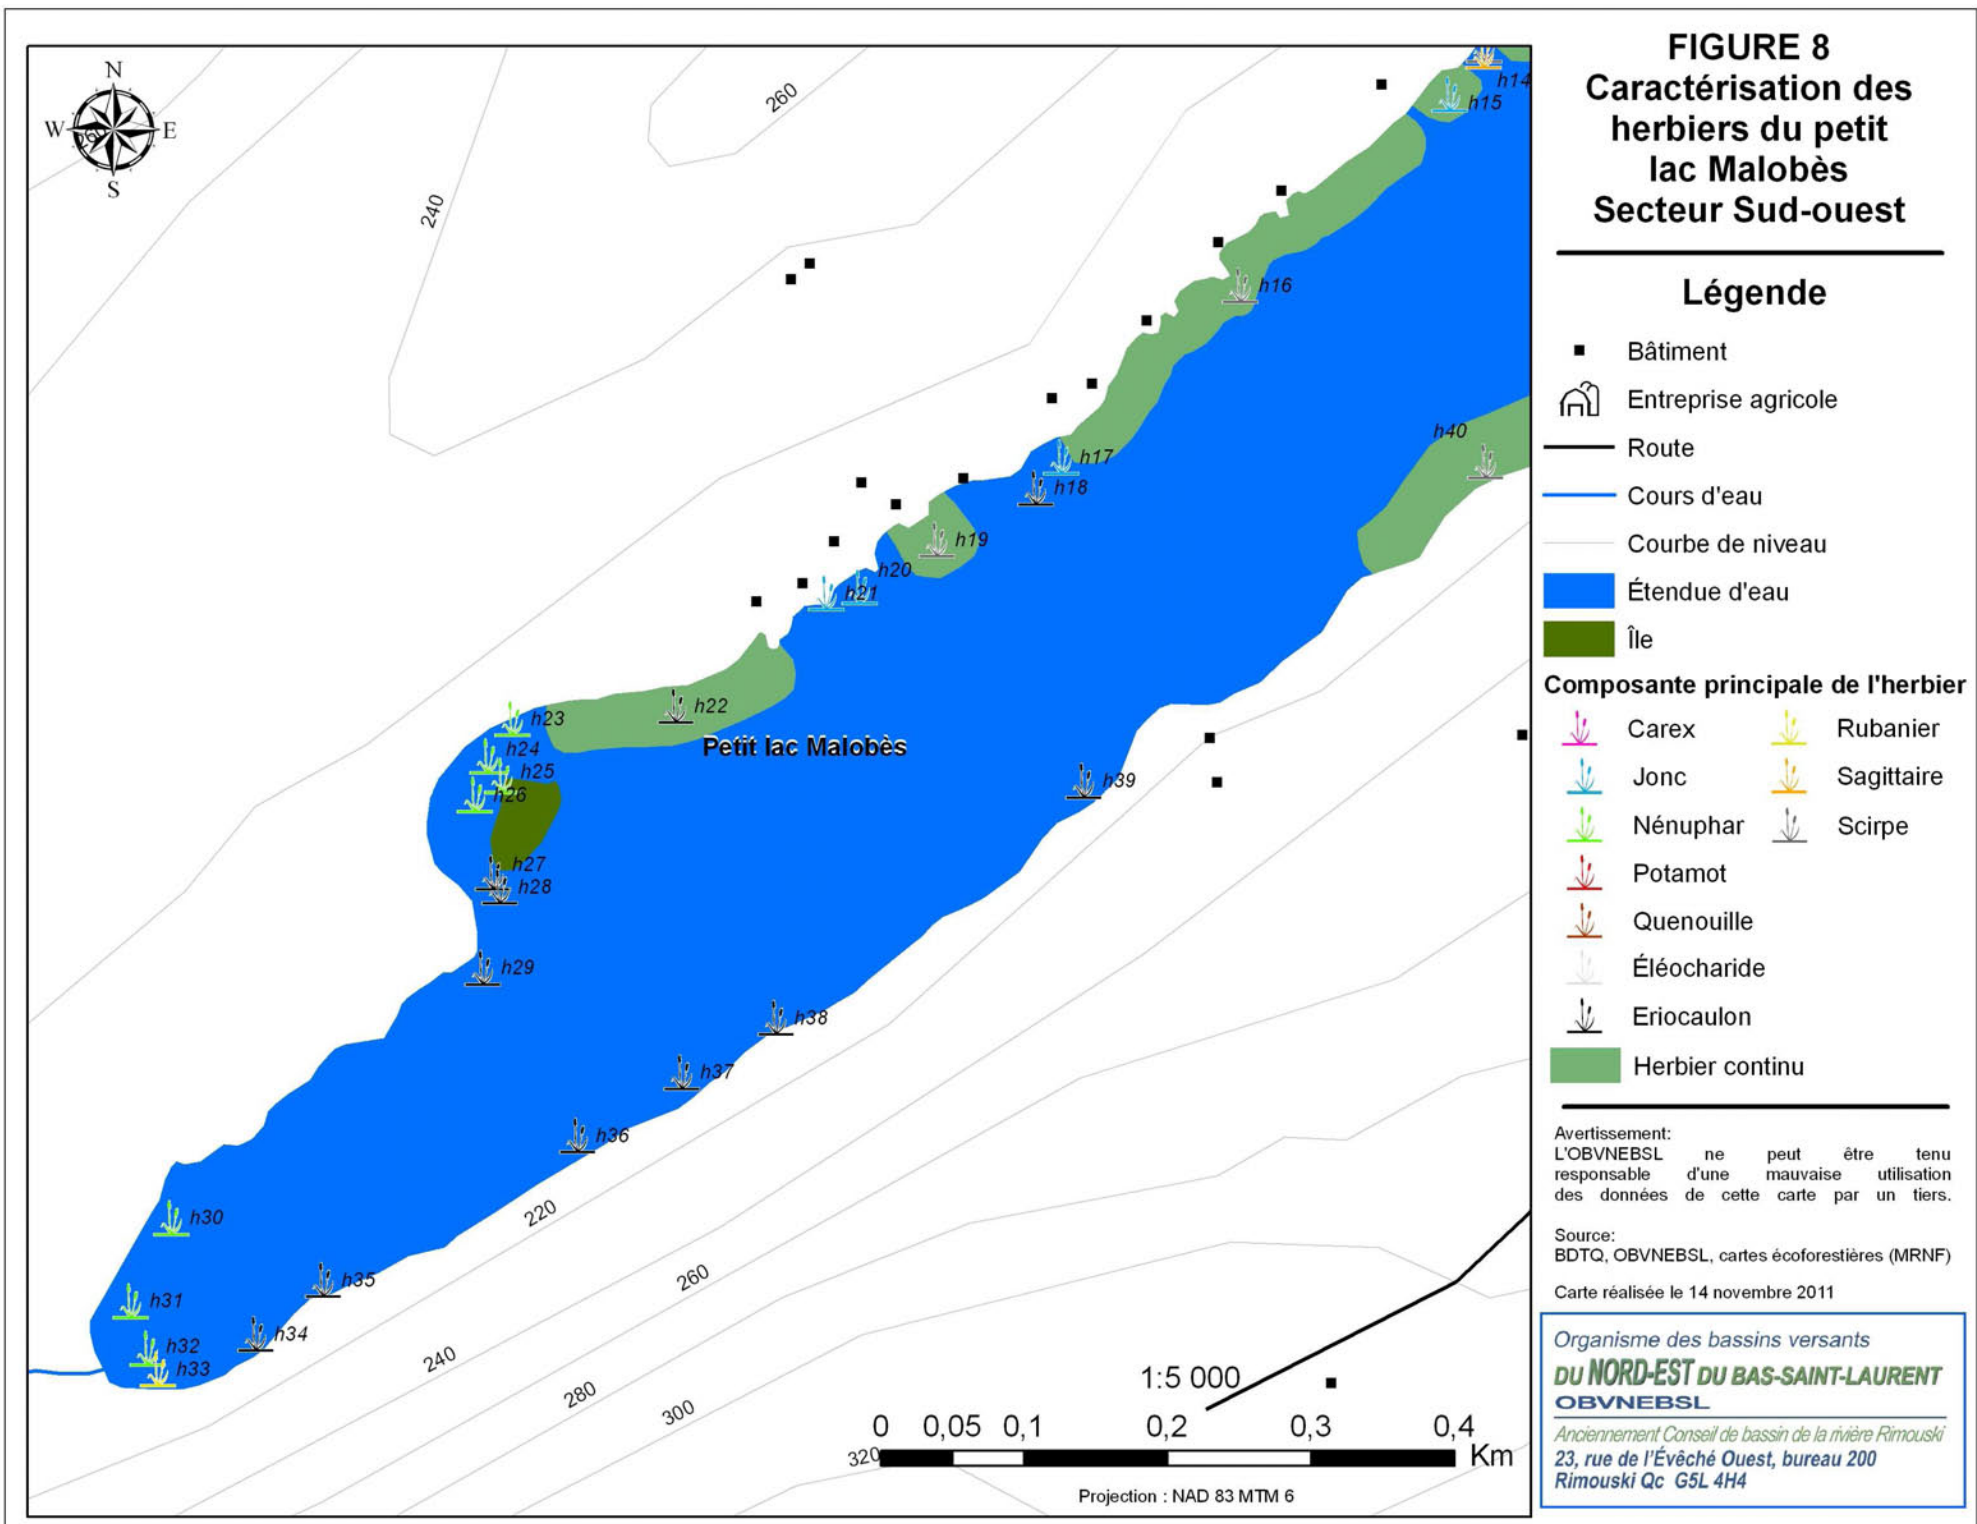 FIGURE 8
Caractérisation des
herbiers du petit
lac Malobès
Secteur Sud-ouest
Légende
Bâtiment
Entreprise agricole
Route
Cours d'eau
Courbe de niveau
Étendue d'eau
Île
Composante principale de l'herbier
Carex
Rubanier
Jonc
Sagittaire
Nénuphar
Scirpe
Potamot
Quenouille
Éléocharide
Eriocaulon
Herbier continu
Avertissement:
L'OBVNEBSL ne peut être tenu
responsable d'une mauvaise utilisation
des données de cette carte par un tiers.
Source:
BDTQ, OBVNEBSL, cartes écoforestières (MRNF)
Carte réalisée le 14 novembre 2011
Organisme des bassins versants
DU NORD-EST DU BAS-SAINT-LAURENT
OBVNEBSL
Anciennement Conseil de bassin de la rivière Rimouski
23, rue de l'Évêché Ouest, bureau 200
Rimouski Qc G5L 4H4
N
W
E
S
260
260
240
h14
h15
h16
h40
h17
h18
h19
h20
h21
h22
h23
Petit lac Malobès
h24
h25
h26
h39
h27
h28
h29
h38
h37
h36
h30
h35
h31
h34
h32
h33
220
260
240
280
300
320
1:5 000
0 0,05 0,1 0,2 0,3 0,4
Km
Projection : NAD 83 MTM 6